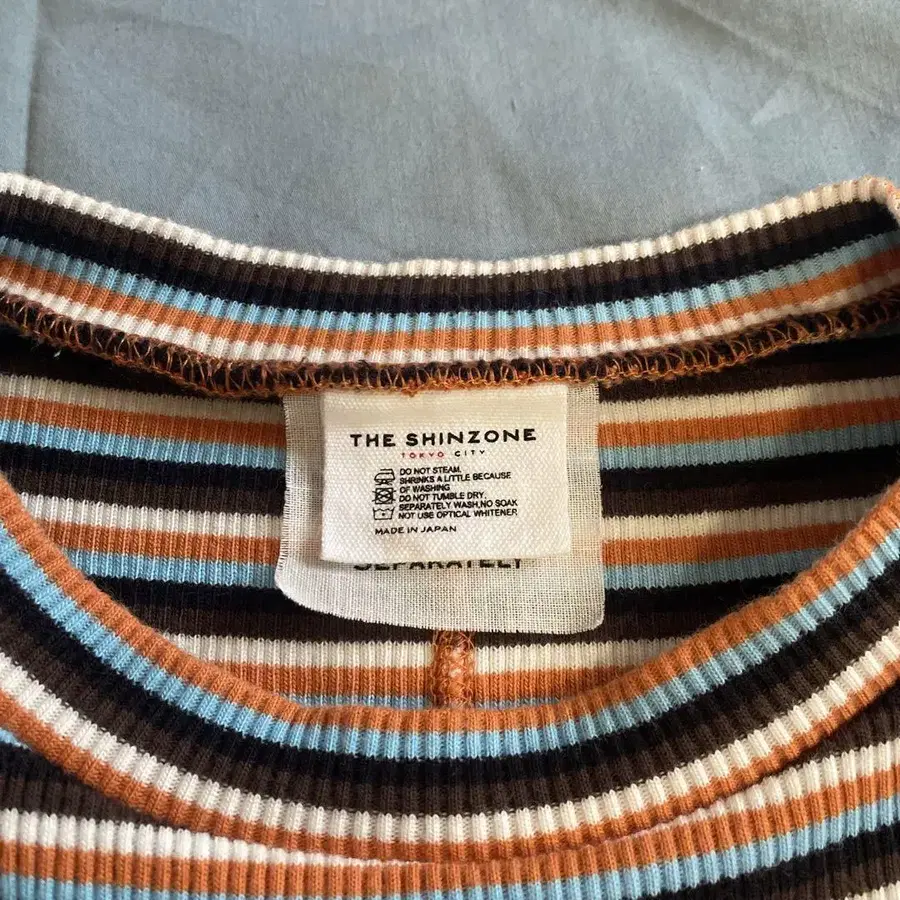 THE SHINZONE
TOKYO CITY
DO NOT STEAM.
SHRINKS A LITTLE BECAUSE
OF WASHING
DO NOT TUMBLE DRY.
SEPARATELY WASH,NO SOAK
NOT USE OPTICAL WHITENER
MADE IN JAPAN
SEPARATELY